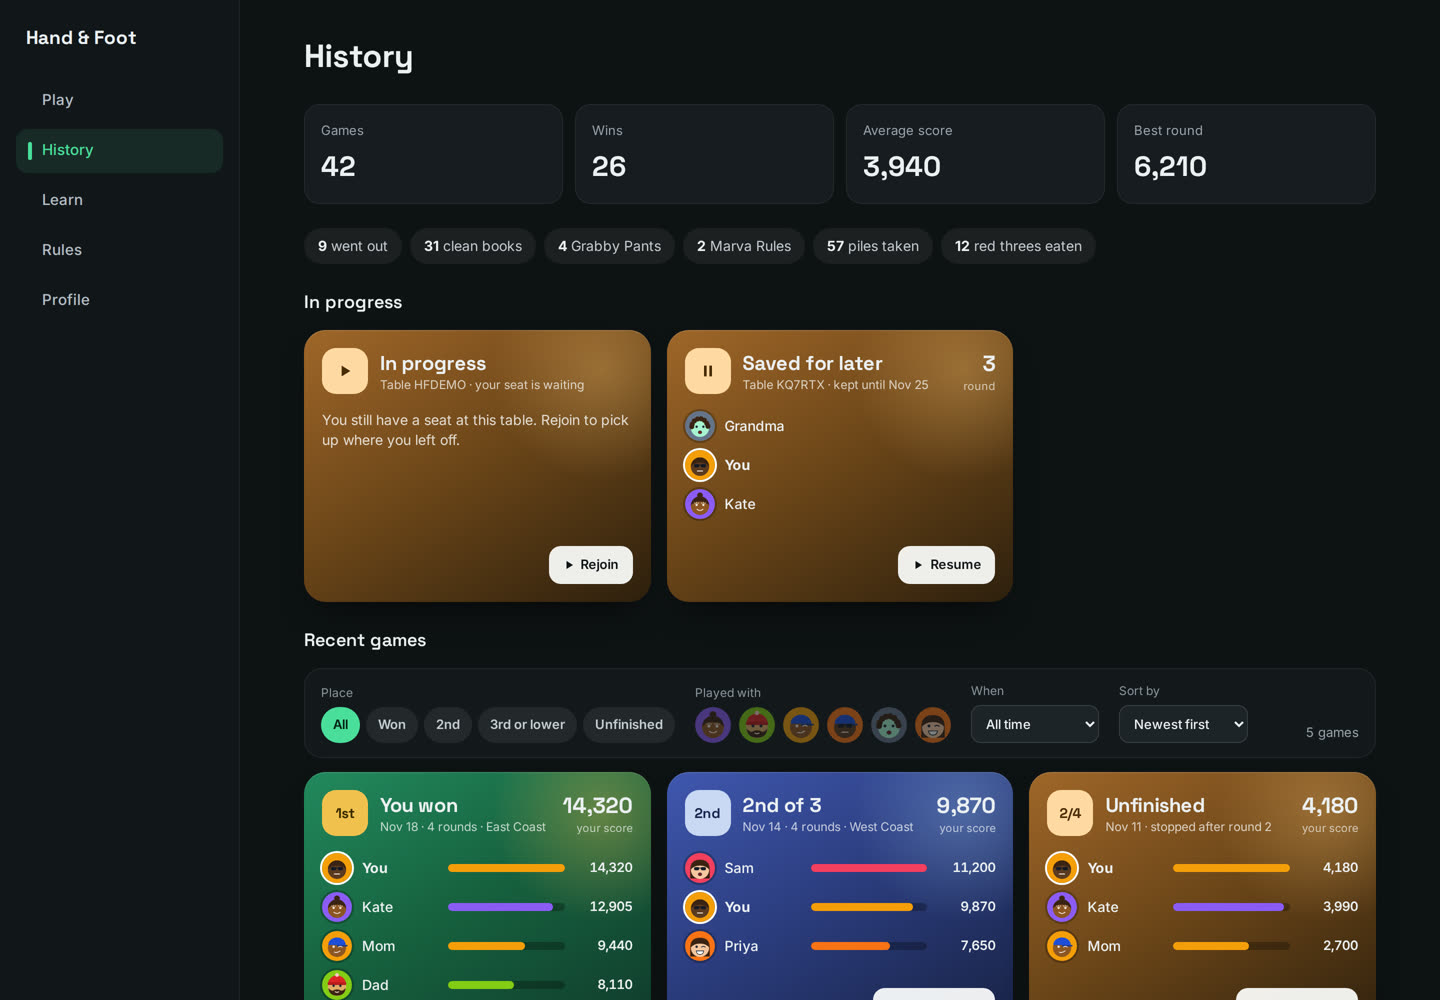 Hand & Foot
Play
History
Learn
Rules
Profile
History
Games
42
Wins
26
Average score
3,940
Best round
6,210
9 went out
31 clean books
4 Grabby Pants
2 Marva Rules
57 piles taken
12 red threes eaten
In progress
In progress
Table HFDEMO · your seat is waiting
You still have a seat at this table. Rejoin to pick
up where you left off.
Rejoin
Saved for later
Table KQ7RTX · kept until Nov 25
3
round
Grandma
You
Kate
Resume
Recent games
Place
All
Won
2nd
3rd or lower
Unfinished
Played with
When
All time
Sort by
Newest first
5 games
1st
You won
Nov 18 · 4 rounds · East Coast
14,320
your score
You
14,320
Kate
12,905
Mom
9,440
Dad
8,110
2nd
2nd of 3
Nov 14 · 4 rounds · West Coast
9,870
your score
Sam
11,200
You
9,870
Priya
7,650
2/4
Unfinished
Nov 11 · stopped after round 2
4,180
your score
You
4,180
Kate
3,990
Mom
2,700